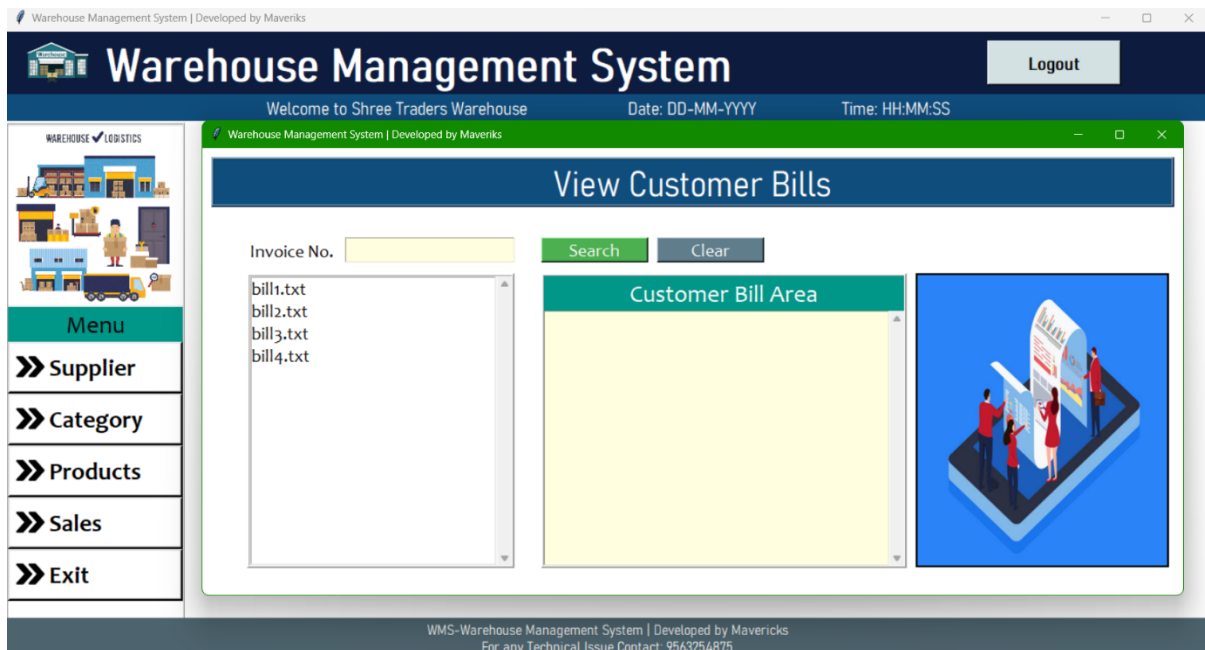 Warehouse Management System | Developed by Maveriks
Warehouse
Warehouse Management System
Logout
Welcome to Shree Traders Warehouse Date: DD-MM-YYYY Time: HH:MM:SS
WAREHOUSE LOGISTICS
Menu
Supplier
Category
Products
Sales
Exit
Warehouse Management System | Developed by Maveriks
View Customer Bills
Invoice No. Search Clear
bill1.txt
bill2.txt
bill3.txt
bill4.txt
Customer Bill Area
WMS-Warehouse Management System | Developed by Mavericks
For any Technical Issue Contact: 9563254875